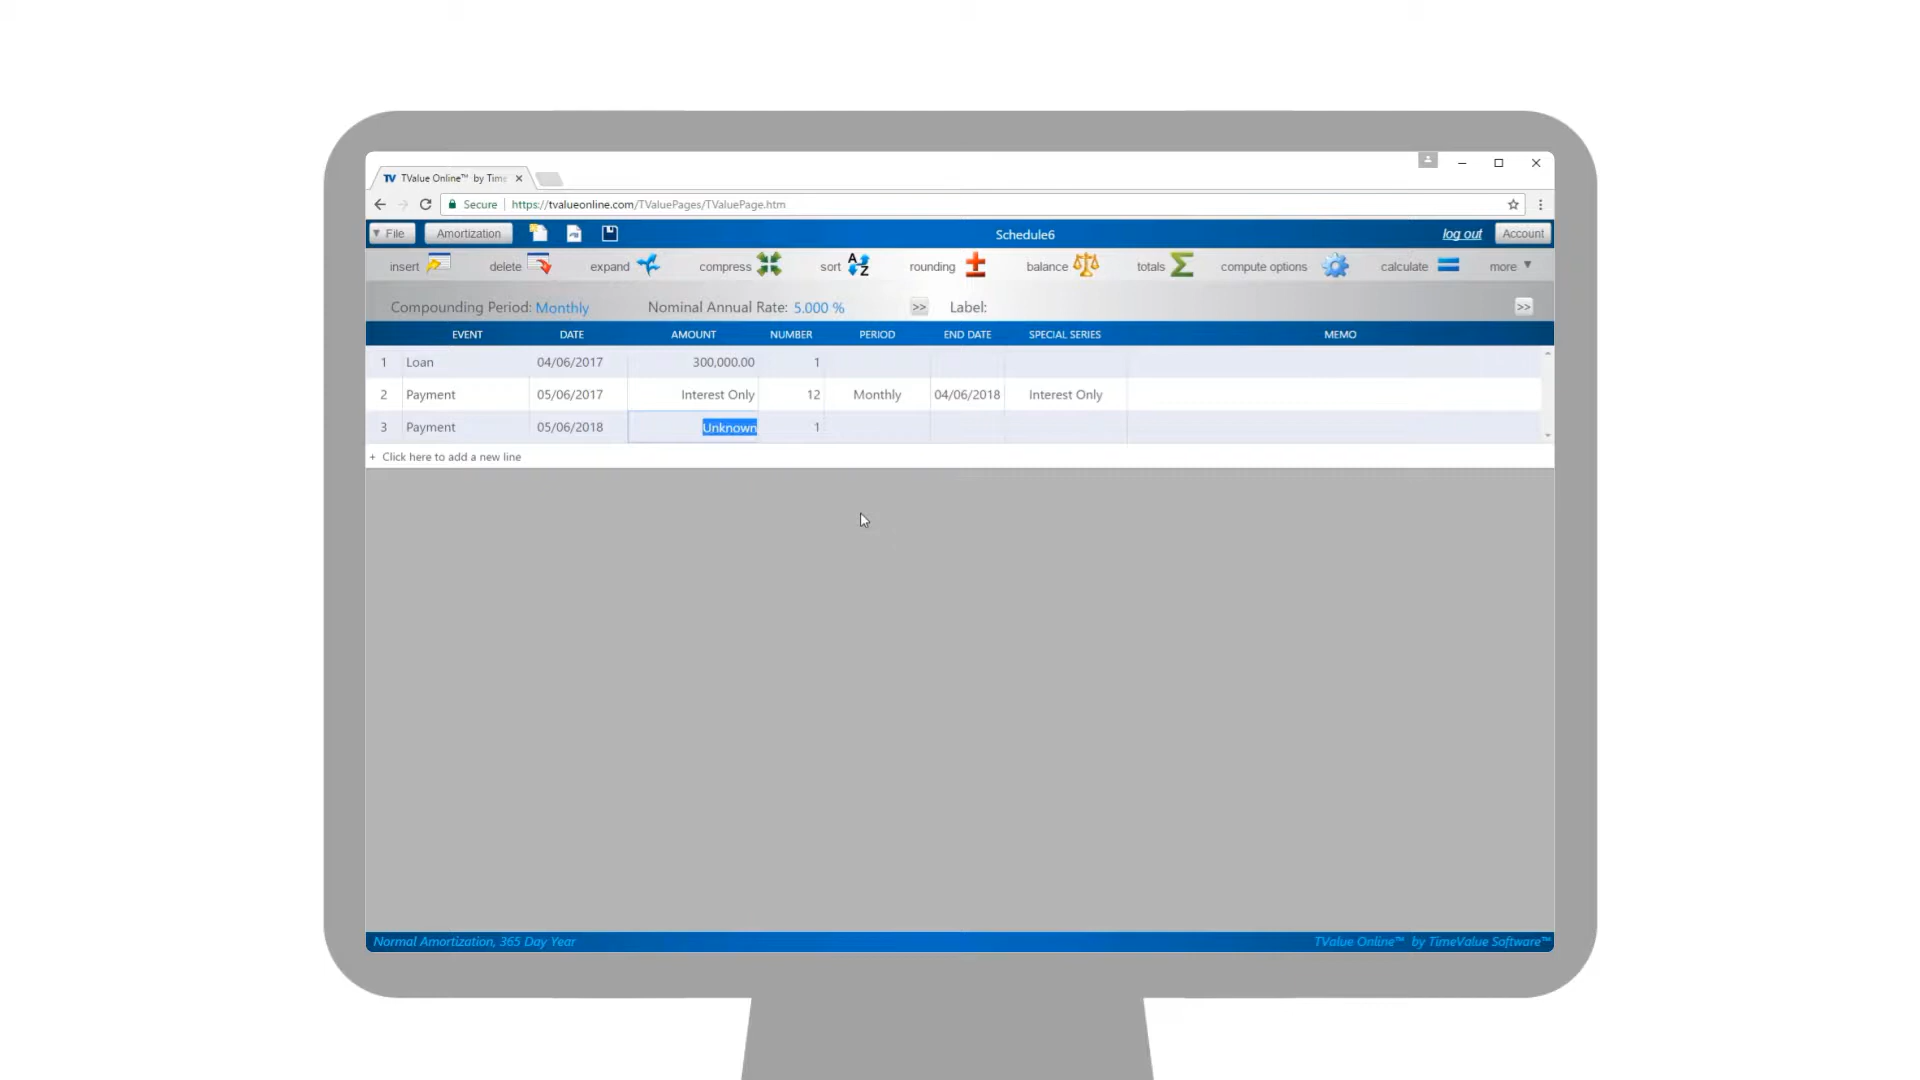 TV TValue Online™ by Time
Secure https://tvalueonline.com/TValuePages/TValuePage.htm
File Amortization Schedule6 log out Account
insert delete expand compress sort A Z rounding balance totals compute options calculate more
Compounding Period: Monthly Nominal Annual Rate: 5.000 % >> Label: >>
EVENT DATE AMOUNT NUMBER PERIOD END DATE SPECIAL SERIES MEMO
1 Loan 04/06/2017 300,000.00 1
2 Payment 05/06/2017 Interest Only 12 Monthly 04/06/2018 Interest Only
3 Payment 05/06/2018 Unknown 1
+ Click here to add a new line
Normal Amortization, 365 Day Year TValue Online™ by TimeValue Software™